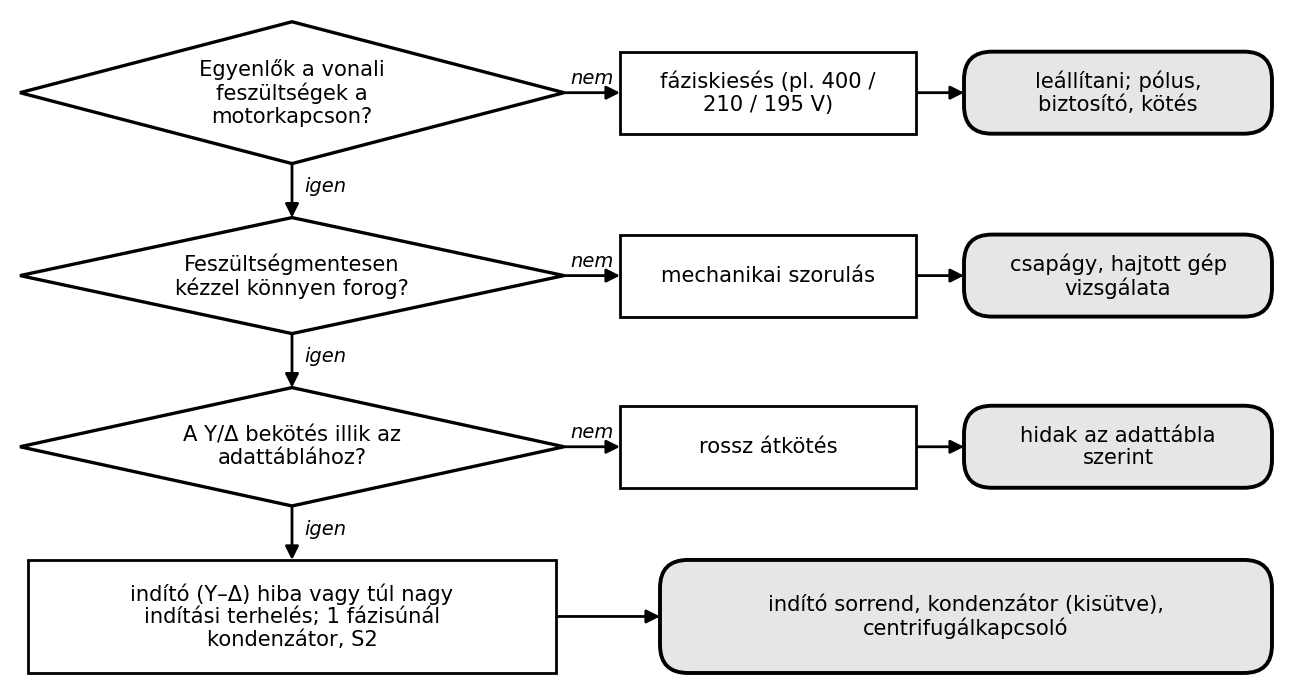 Egyenlők a vonali
feszültségek a
motorkapcson?
nem
fáziskiesés (pl. 400 /
210 / 195 V)
leállítani; pólus,
biztosító, kötés
igen
Feszültségmentesen
kézzel könnyen forog?
nem
mechanikai szorulás
csapágy, hajtott gép
vizsgálata
igen
A Y/Δ bekötés illik az
adattáblához?
nem
rossz átkötés
hidak az adattábla
szerint
igen
indító (Y–Δ) hiba vagy túl nagy
indítási terhelés; 1 fázisúnál
kondenzátor, S2
indító sorrend, kondenzátor (kisütve),
centrifugálkapcsoló